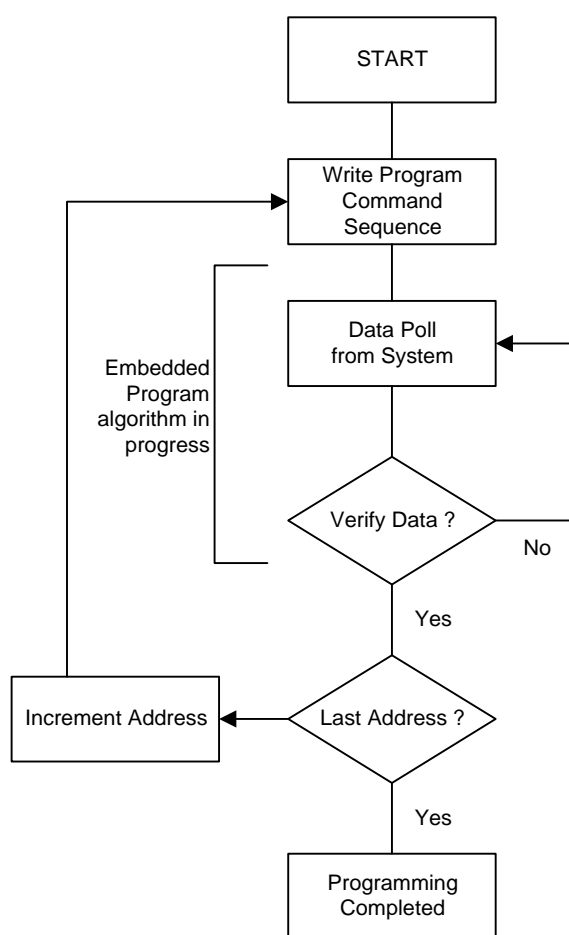 START
Write Program
Command
Sequence
Data Poll
from System
Embedded
Program
algorithm in
progress
Verify Data ?
No
Yes
Increment Address
Last Address ?
Yes
Programming
Completed